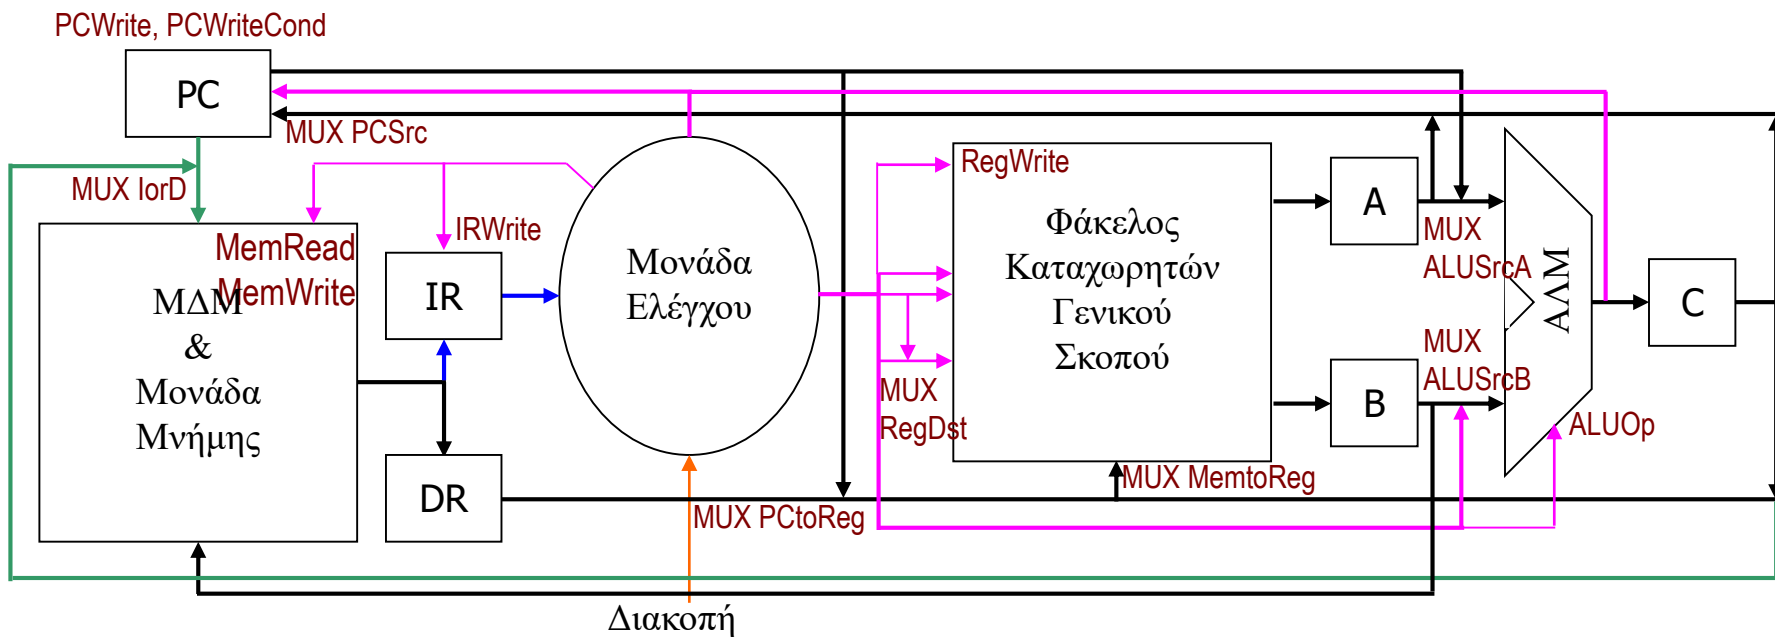 PCWrite, PCWriteCond
PC
MUX PCSrc
MUX IorD
MemRead
MemWrite
ΜΔΜ
&
Μονάδα
Μνήμης
IRWrite
IR
DR
Μονάδα
Ελέγχου
Διακοπή
MUX PCtoReg
RegWrite
MUX
RegDst
Φάκελος
Καταχωρητών
Γενικού
Σκοπού
MUX MemtoReg
A
B
MUX
ALUSrcA
MUX
ALUSrcB
ΑΛΜ
ALUOp
C